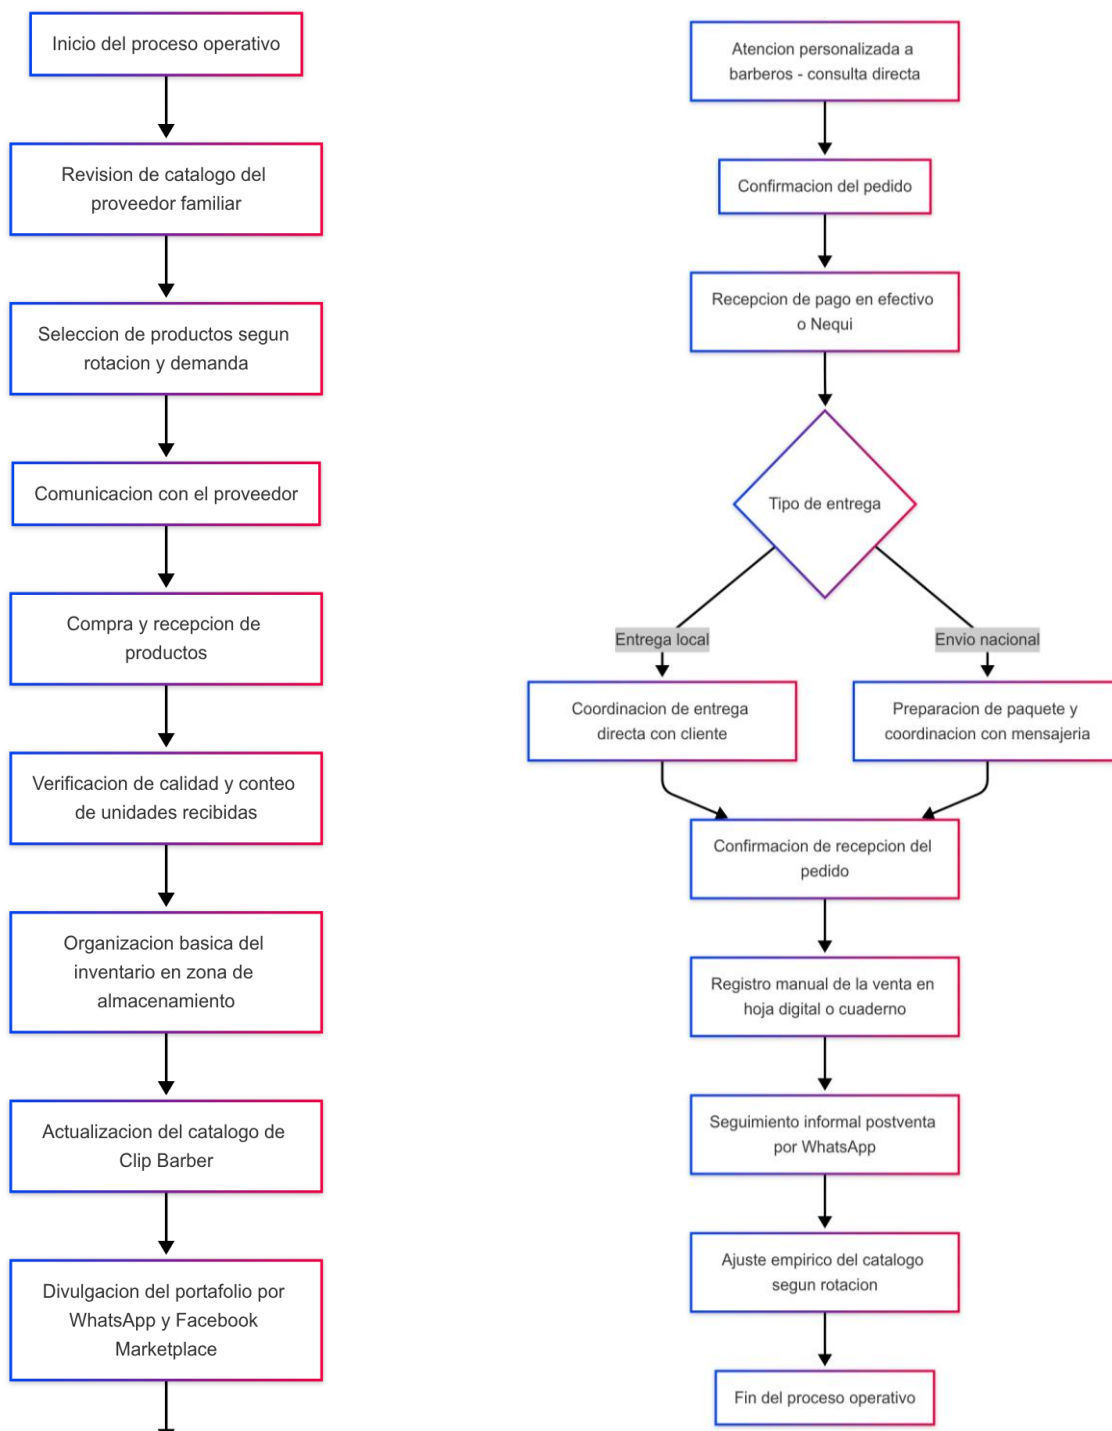 Inicio del proceso operativo
Revision de catalogo del
proveedor familiar
Seleccion de productos segun
rotacion y demanda
Comunicacion con el proveedor
Compra y recepcion de
productos
Verificacion de calidad y conteo
de unidades recibidas
Organizacion basica del
inventario en zona de
almacenamiento
Actualizacion del catalogo de
Clip Barber
Divulgacion del portafolio por
WhatsApp y Facebook
Marketplace
Atencion personalizada a
barberos - consulta directa
Confirmacion del pedido
Recepcion de pago en efectivo
o Nequi
Tipo de entrega
Entrega local
Envio nacional
Coordinacion de entrega
directa con cliente
Preparacion de paquete y
coordinacion con mensajeria
Confirmacion de recepcion del
pedido
Registro manual de la venta en
hoja digital o cuaderno
Seguimiento informal postventa
por WhatsApp
Ajuste empirico del catalogo
segun rotacion
Fin del proceso operativo